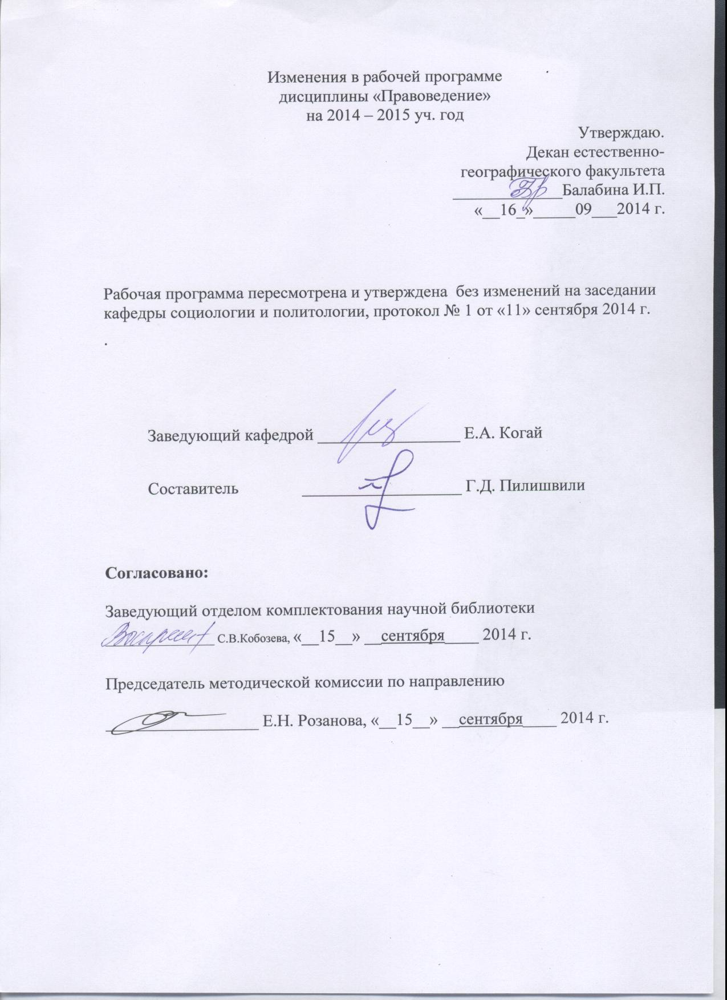 Изменения в рабочей программе
дисциплины «Правоведение»
на 2014 – 2015 уч. год
Утверждаю.
Декан естественно-
географического факультета
_____________Балабина И.П.
«__16_»_____09___2014 г.
Рабочая программа пересмотрена и утверждена  без изменений на заседании
кафедры социологии и политологии, протокол № 1 от «11» сентября 2014 г.
.
Заведующий кафедрой _________________ Е.А. Когай
Составитель ___________________ Г.Д. Пилишвили
Согласовано:
Заведующий отделом комплектования научной библиотеки
_________________ С.В.Кобозева, «__15__» __сентября____ 2014 г.
Председатель методической комиссии по направлению
__________________ Е.Н. Розанова, «__15__» __сентября____ 2014 г.